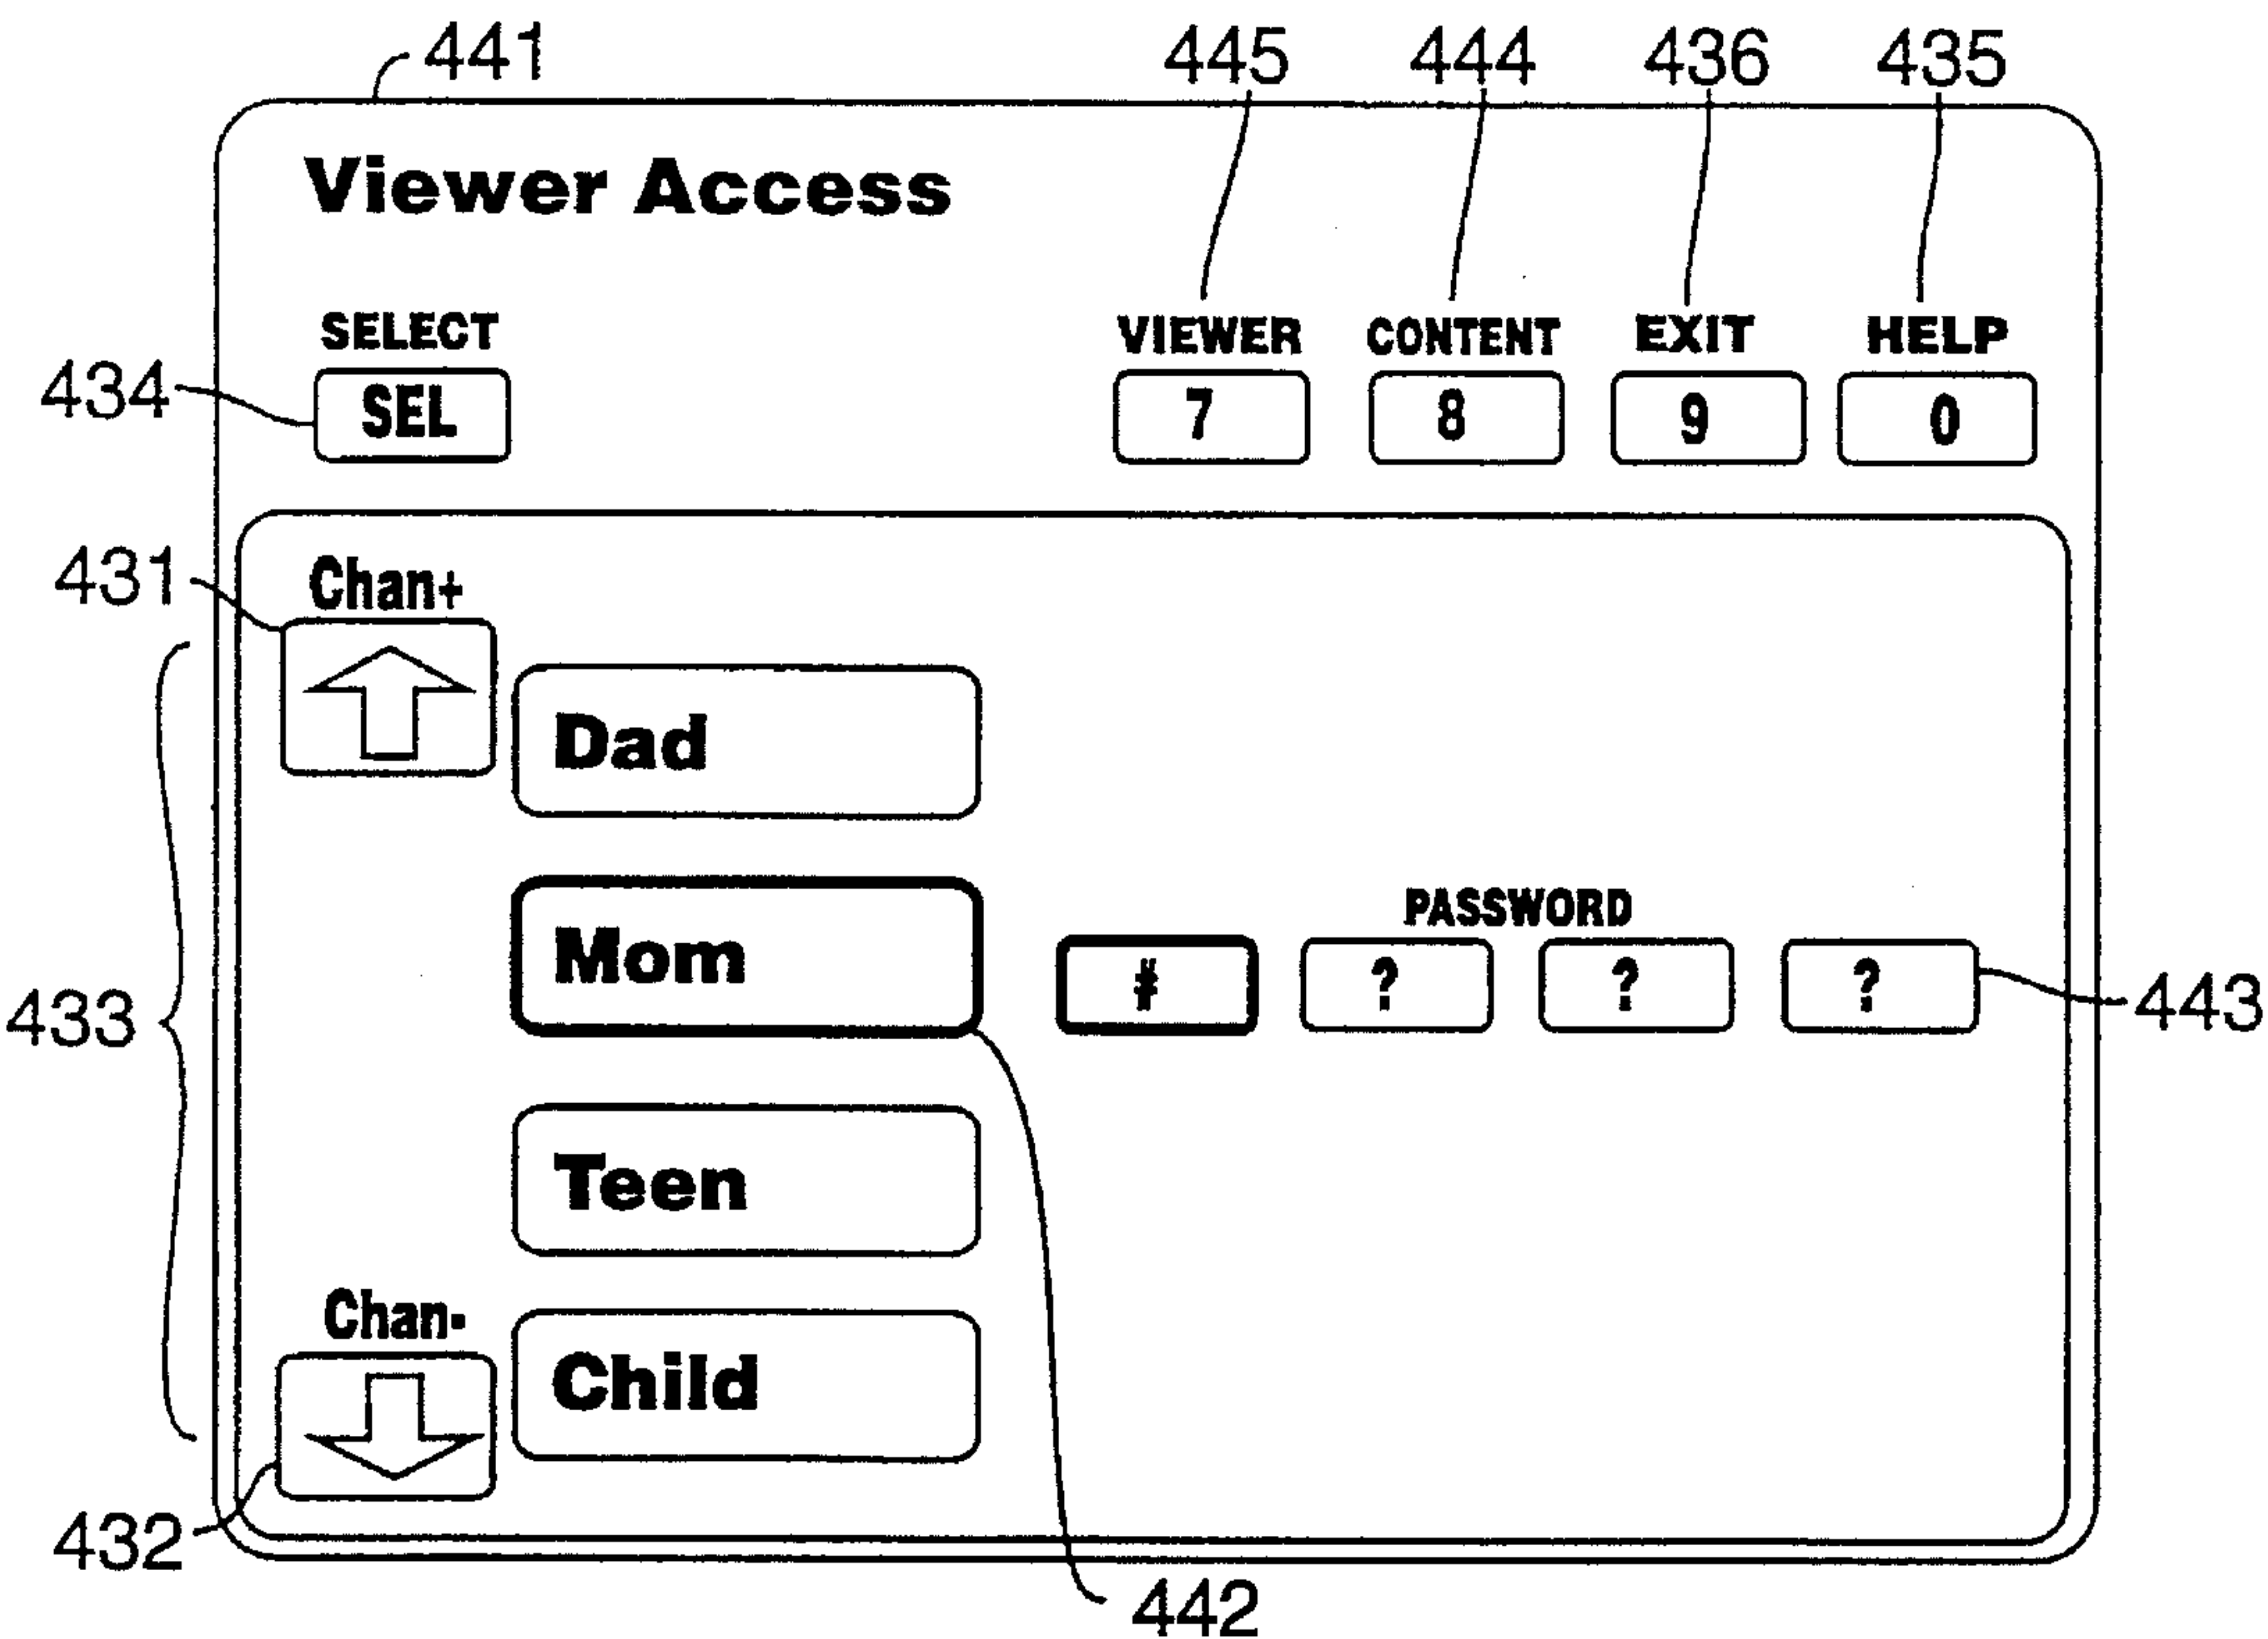 441 445 444 436 435
Viewer Access
SELECT VIEWER CONTENT EXIT HELP
434 SEL 7 8 9 0
431 Chan+
Dad
PASSWORD
Mom # ? ? ?
433 443
Teen
Chan-
Child
432
442